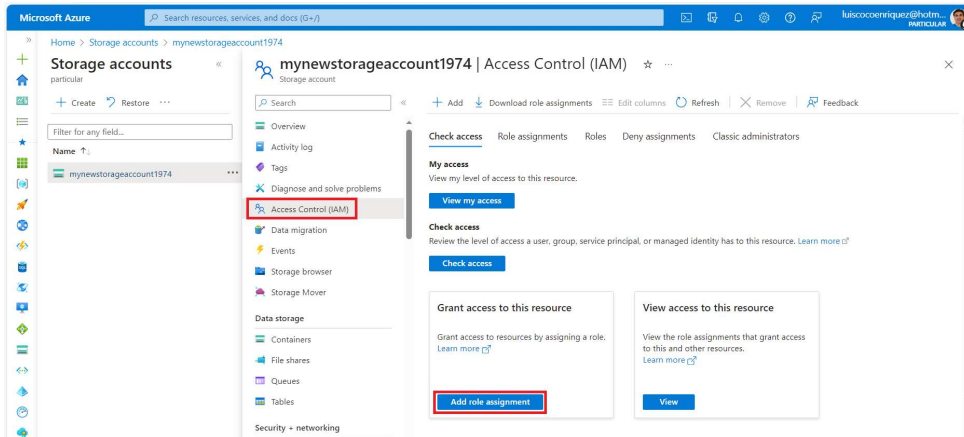 Microsoft Azure
Search resources, services, and docs (G+/)
luiscocoenriquez@hotm...
PARTICULAR
Home > Storage accounts > mynewstorageaccount1974
Storage accounts
particular
+ Create Restore ...
Filter for any field...
Name ↑
mynewstorageaccount1974 ...
mynewstorageaccount1974 | Access Control (IAM) ☆ ...
Storage account
Search
Overview
Activity log
Tags
Diagnose and solve problems
Access Control (IAM)
Data migration
Events
Storage browser
Storage Mover
Data storage
Containers
File shares
Queues
Tables
Security + networking
+ Add Download role assignments Edit columns Refresh Remove Feedback
Check access Role assignments Roles Deny assignments Classic administrators
My access
View my level of access to this resource.
View my access
Check access
Review the level of access a user, group, service principal, or managed identity has to this resource. Learn more
Check access
Grant access to this resource
Grant access to resources by assigning a role.
Learn more
Add role assignment
View access to this resource
View the role assignments that grant access
to this and other resources.
Learn more
View